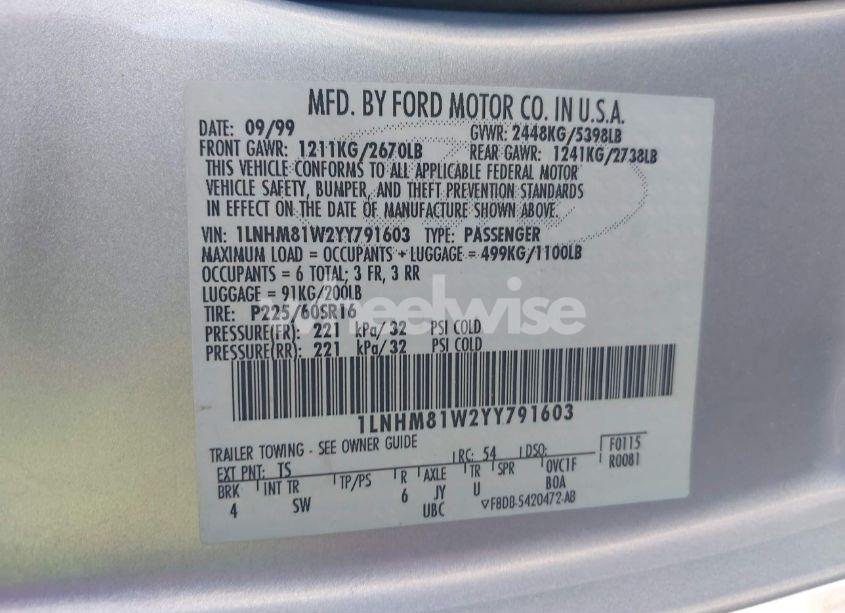 MFD. BY FORD MOTOR CO. IN U.S.A.
DATE: 09/99 GVWR: 2448KG/5398LB
FRONT GAWR: 1211KG/2670LB REAR GAWR: 1241KG/2738LB
THIS VEHICLE CONFORMS TO ALL APPLICABLE FEDERAL MOTOR
VEHICLE SAFETY, BUMPER, AND THEFT PREVENTION STANDARDS
IN EFFECT ON THE DATE OF MANUFACTURE SHOWN ABOVE.
VIN: 1LNHM81W2YY791603 TYPE: PASSENGER
MAXIMUM LOAD = OCCUPANTS + LUGGAGE = 499KG/1100LB
OCCUPANTS = 6 TOTAL; 3 FR, 3 RR
LUGGAGE = 91KG/200LB
TIRE: P225/60SR16
wheelwise
PRESSURE(FR): 221 kPa/32 PSI COLD
PRESSURE(RR): 221 kPa/32 PSI COLD
1LNHM81W2YY791603
TRAILER TOWING - SEE OWNER GUIDE
EXT PNT: TS RC: 54 DSO: F0115
R0081
BRK INT TR TP/PS R AXLE TR SPR OVC1F
4 SW 6 JY U BOA
UBC F8DB-5420472-AB